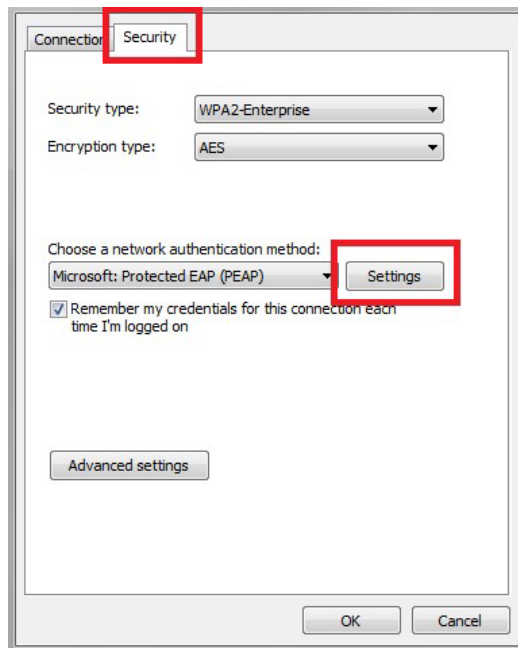 Connection Security
Security type: WPA2-Enterprise
Encryption type: AES
Choose a network authentication method:
Microsoft: Protected EAP (PEAP) Settings
Remember my credentials for this connection each
time I'm logged on
Advanced settings
OK Cancel